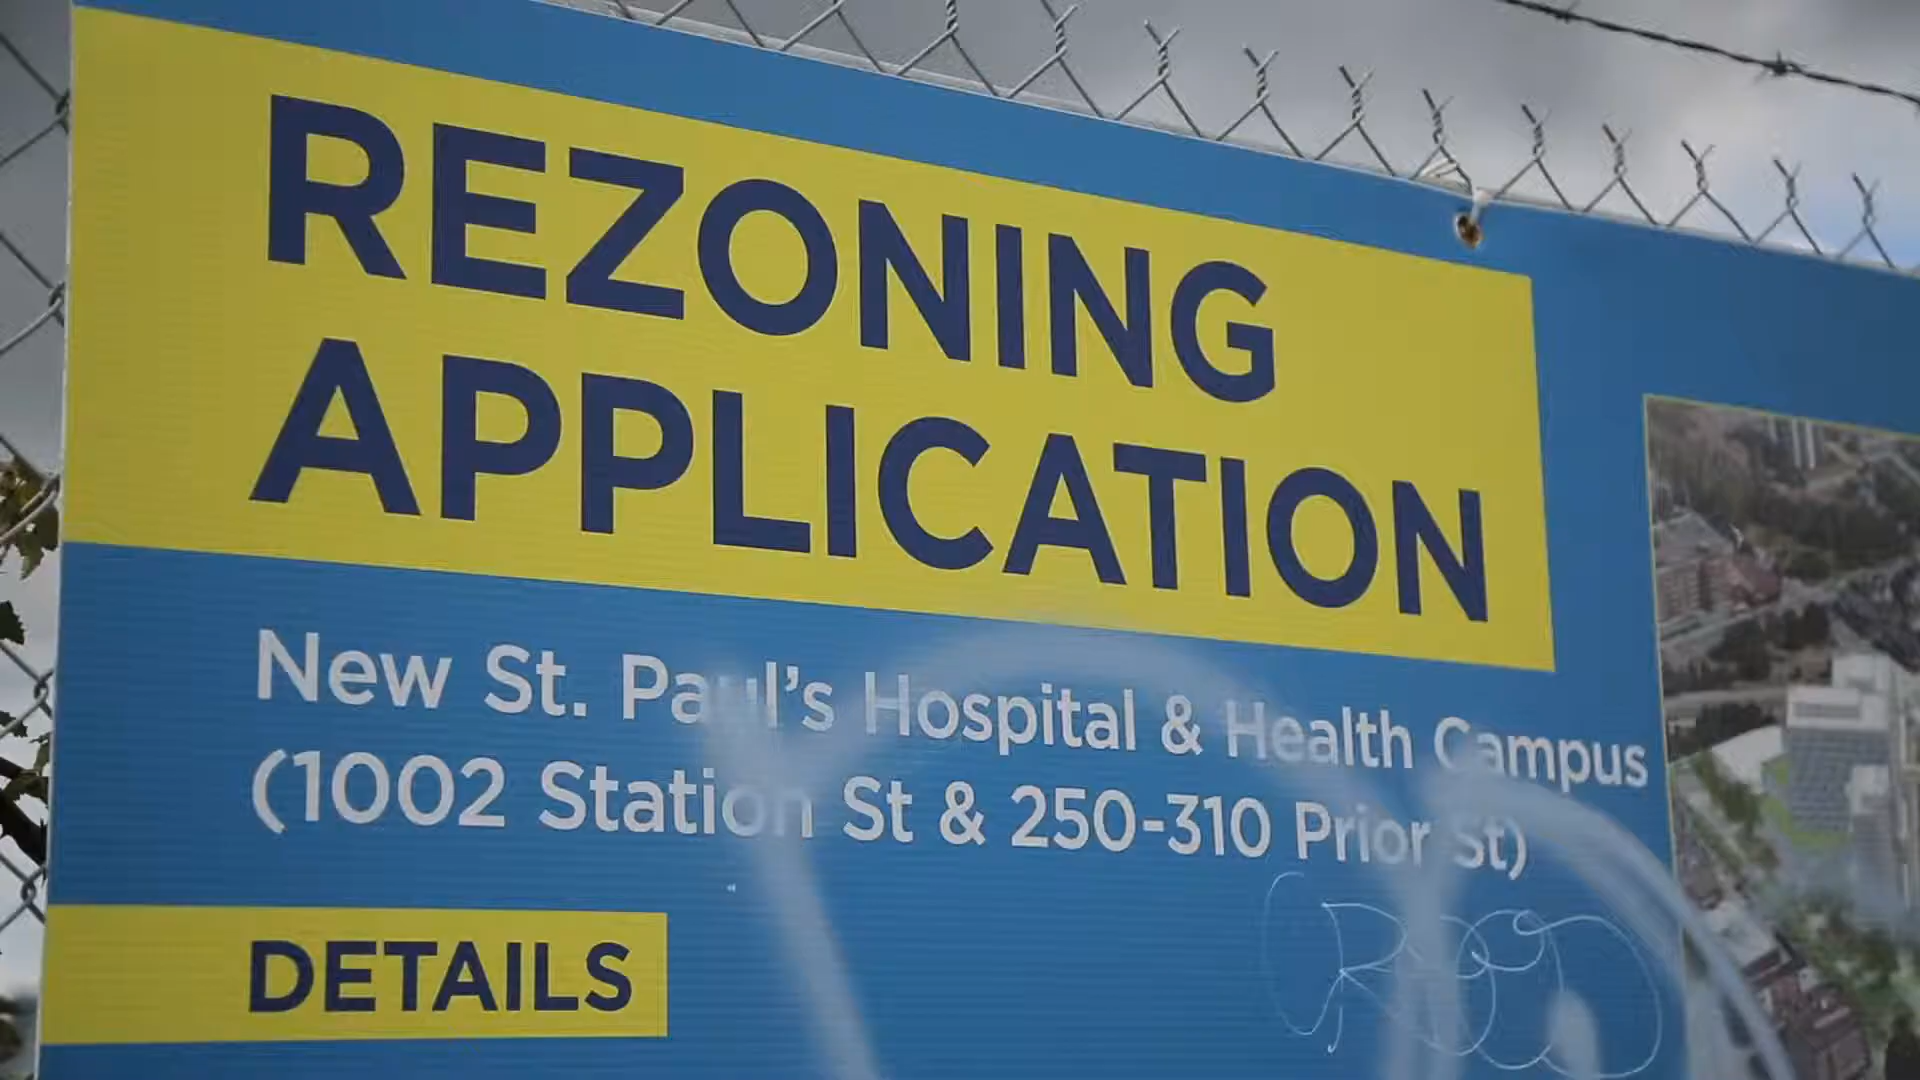 REZONING
APPLICATION
New St. Paul's Hospital & Health Campus
(1002 Station St & 250-310 Prior St)
DETAILS